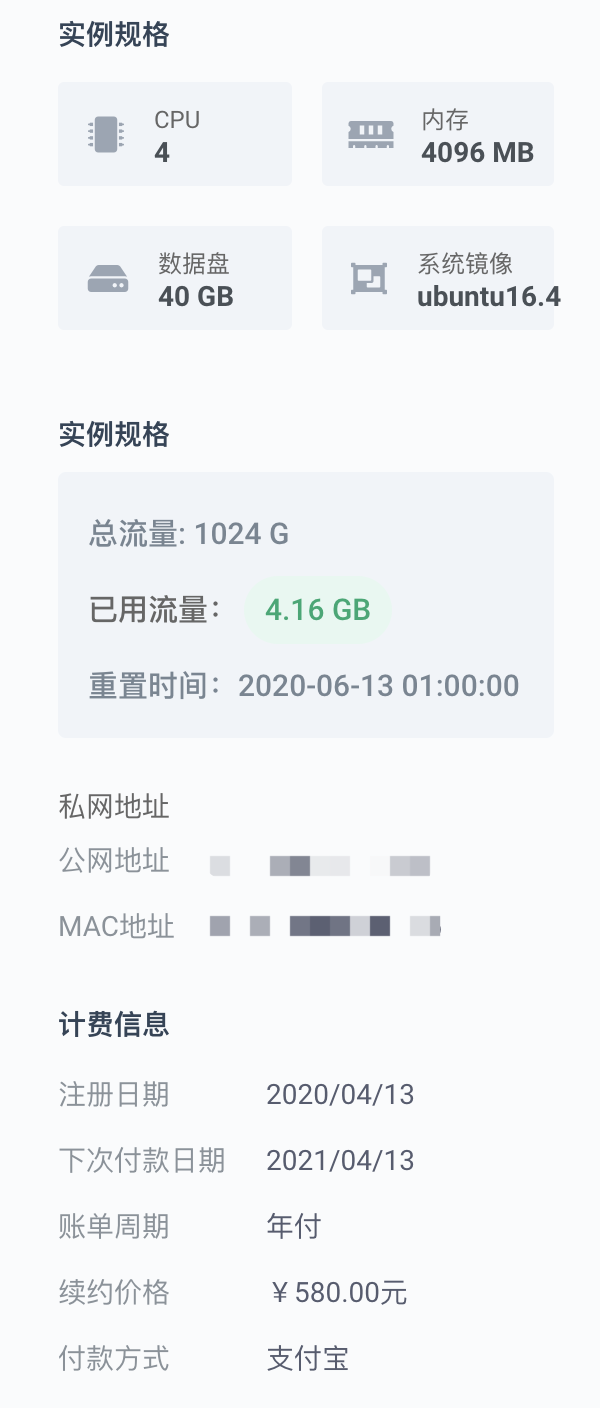 实例规格
CPU
4
内存
4096 MB
数据盘
40 GB
系统镜像
ubuntu16.4
实例规格
总流量: 1024 G
已用流量： 4.16 GB
重置时间：2020-06-13 01:00:00
私网地址
公网地址
MAC地址
计费信息
注册日期 2020/04/13
下次付款日期 2021/04/13
账单周期 年付
续约价格 ￥580.00元
付款方式 支付宝